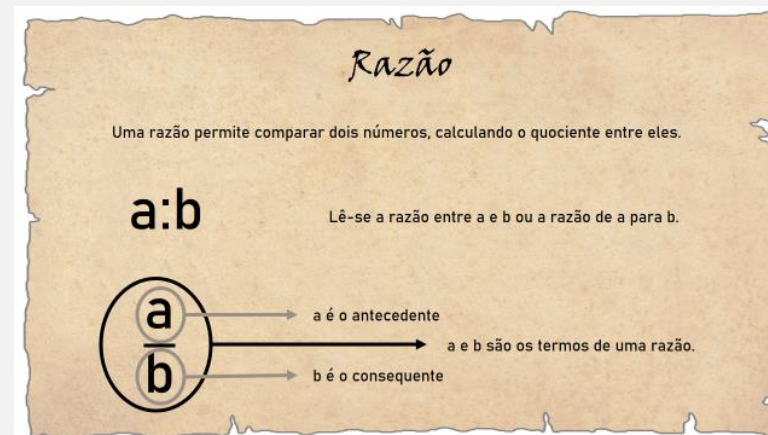 Razão
Uma razão permite comparar dois números, calculando o quociente entre eles.
a:b
Lê-se a razão entre a e b ou a razão de a para b.
a
b
a é o antecedente
a e b são os termos de uma razão.
b é o consequente